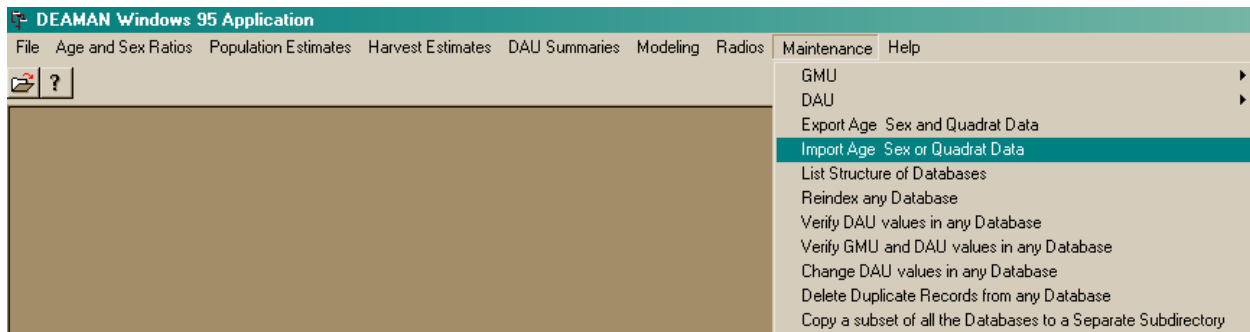 DEAMAN Windows 95 Application
File Age and Sex Ratios Population Estimates Harvest Estimates DAU Summaries Modeling Radios Maintenance Help
?
GMU
DAU
Export Age Sex and Quadrat Data
Import Age Sex or Quadrat Data
List Structure of Databases
Reindex any Database
Verify DAU values in any Database
Verify GMU and DAU values in any Database
Change DAU values in any Database
Delete Duplicate Records from any Database
Copy a subset of all the Databases to a Separate Subdirectory